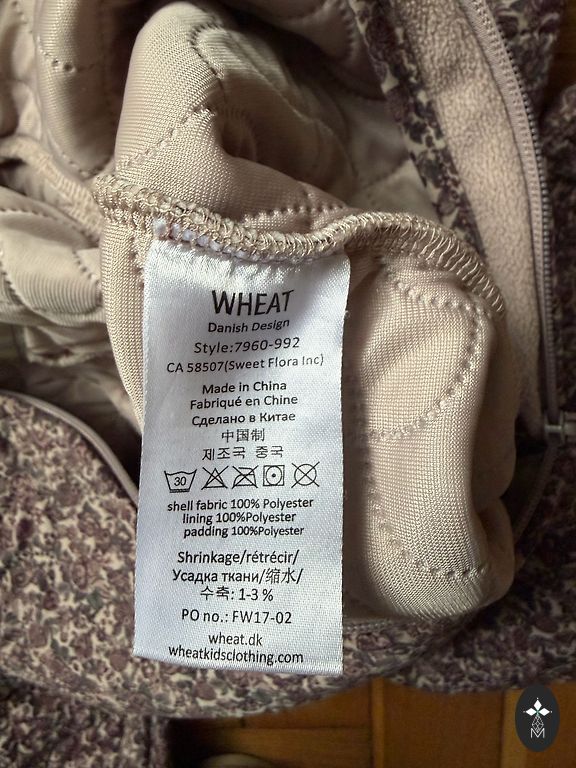 WHEAT
Danish Design
Style:7960-992
CA 58507(Sweet Flora Inc)
Made in China
Fabriqué en Chine
Сделано в Китае
中国制
제조국 중국
30
shell fabric 100% Polyester
lining 100%Polyester
padding 100%Polyester
Shrinkage/rétrécir/
Усадка ткани/缩水/
수축: 1-3 %
PO no.: FW17-02
wheat.dk
wheatkidsclothing.com
M